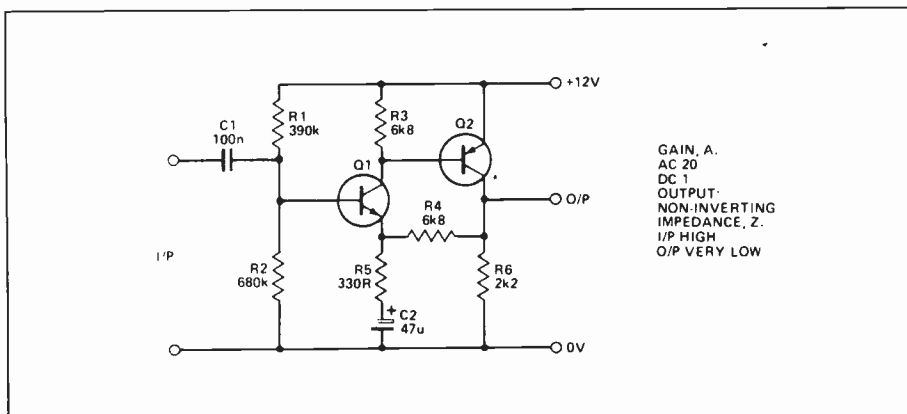 +12V
R1
390k
R3
6k8
Q2
C1
100n
Q1
R4
6k8
O/P
I/P
R2
680k
R5
330R
+
C2
47u
R6
2k2
0V
GAIN, A.
AC 20
DC 1
OUTPUT:
NON-INVERTING
IMPEDANCE, Z.
I/P HIGH
O/P VERY LOW